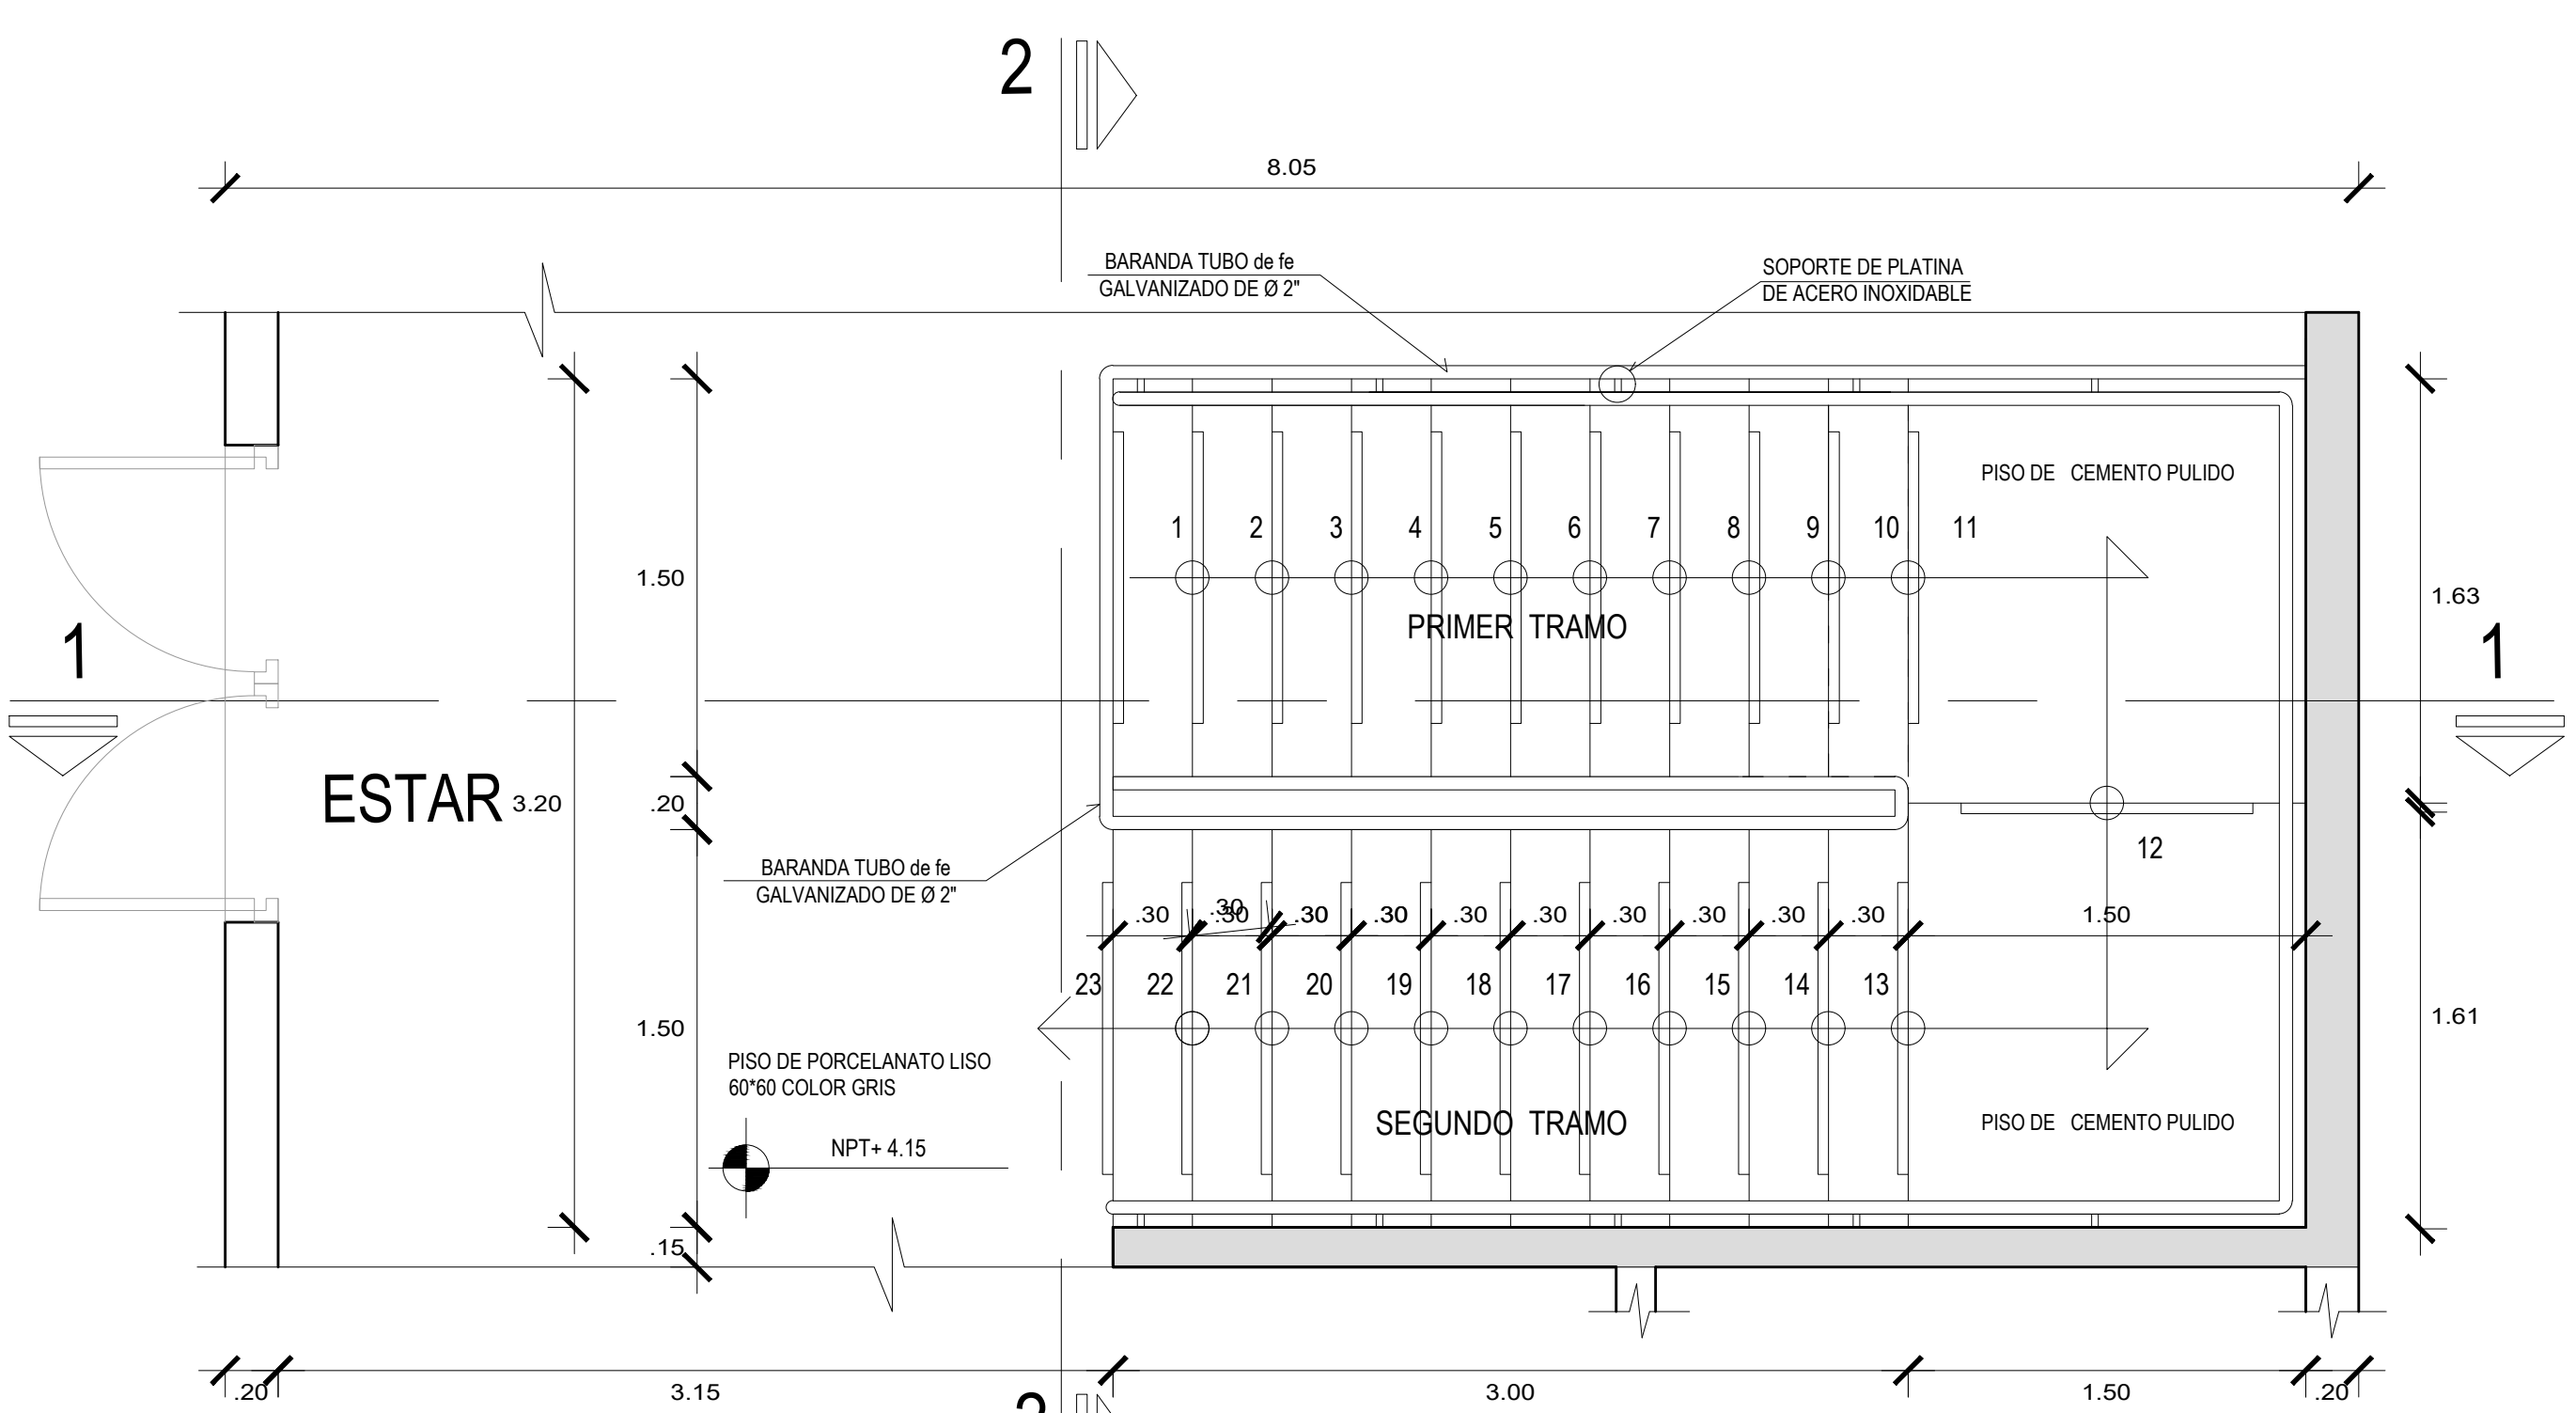 2
8.05
BARANDA TUBO de fe
GALVANIZADO DE Ø 2"
SOPORTE DE PLATINA
DE ACERO INOXIDABLE
PISO DE CEMENTO PULIDO
1 2 3 4 5 6 7 8 9 10 11
1.50
1.63
PRIMER TRAMO
1
1
ESTAR
3.20
.20
12
BARANDA TUBO de fe
GALVANIZADO DE Ø 2"
.30
.30 .30 .30 .30 .30 .30 .30 .30 .30 .30 1.50
23 22 21 20 19 18 17 16 15 14 13
1.50
1.61
PISO DE PORCELANATO LISO
60*60 COLOR GRIS
SEGUNDO TRAMO
PISO DE CEMENTO PULIDO
NPT+ 4.15
.15
.20 3.15 3.00 1.50 .20